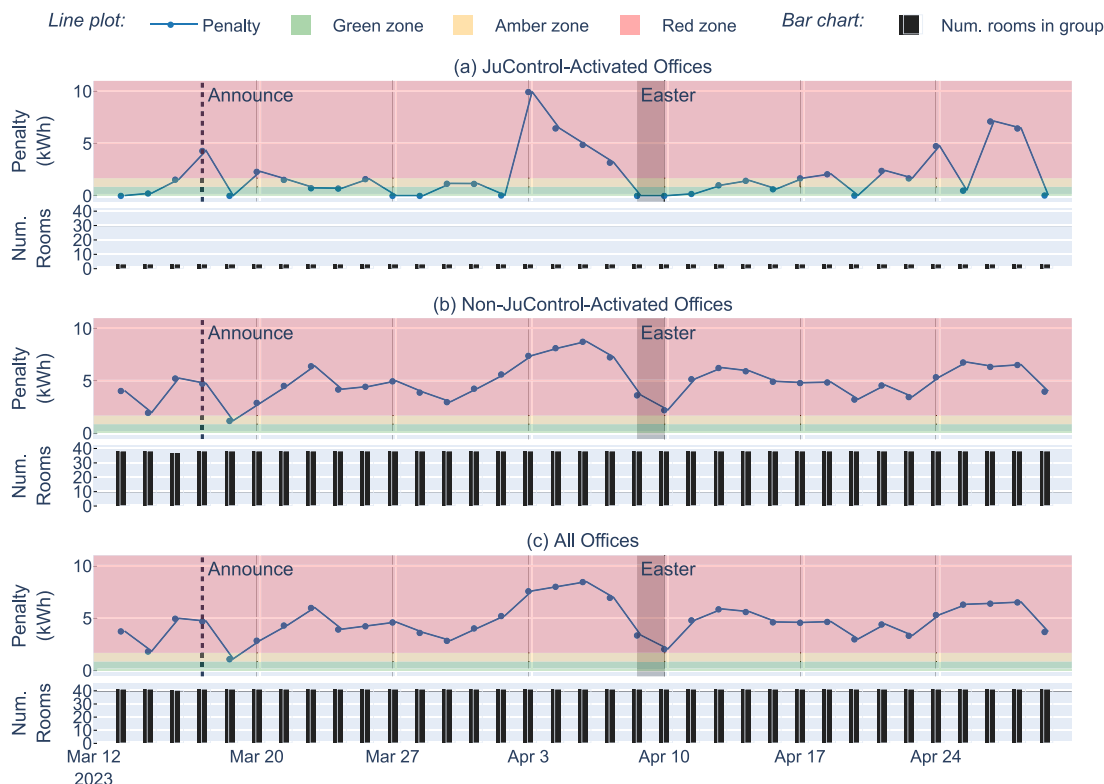 Line plot: Penalty Green zone Amber zone Red zone Bar chart: Num. rooms in group
(a) JuControl-Activated Offices
Announce Easter
Penalty
(kWh)
10
5
0
Num.
Rooms
40
30
20
10
0
(b) Non-JuControl-Activated Offices
Announce Easter
Penalty
(kWh)
10
5
0
Num.
Rooms
40
30
20
10
0
(c) All Offices
Announce Easter
Penalty
(kWh)
10
5
0
Num.
Rooms
40
30
20
10
0
Mar 12 Mar 20 Mar 27 Apr 3 Apr 10 Apr 17 Apr 24
2023